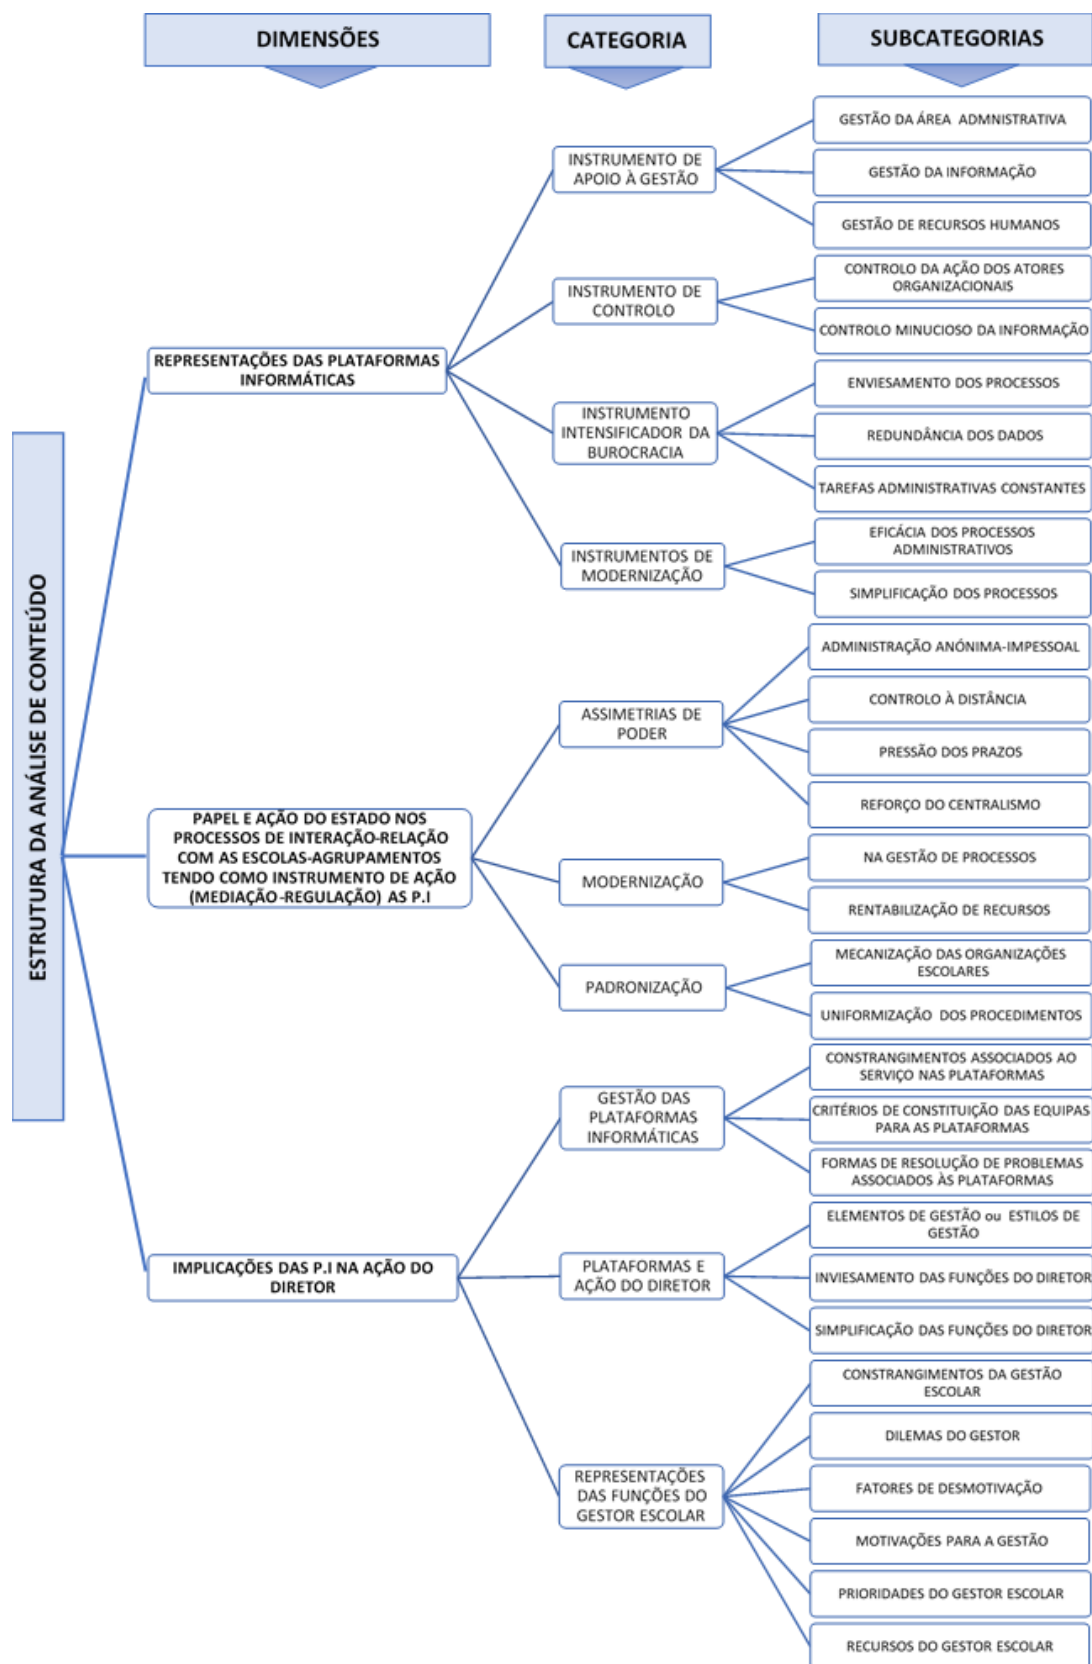 DIMENSÕES
CATEGORIA
SUBCATEGORIAS
ESTRUTURA DA ANÁLISE DE CONTEÚDO
REPRESENTAÇÕES DAS PLATAFORMAS
INFORMÁTICAS
INSTRUMENTO DE
APOIO À GESTÃO
GESTÃO DA ÁREA ADMNISTRATIVA
GESTÃO DA INFORMAÇÃO
GESTÃO DE RECURSOS HUMANOS
INSTRUMENTO DE
CONTROLO
CONTROLO DA AÇÃO DOS ATORES
ORGANIZACIONAIS
CONTROLO MINUCIOSO DA INFORMAÇÃO
INSTRUMENTO
INTENSIFICADOR DA
BUROCRACIA
ENVIESAMENTO DOS PROCESSOS
REDUNDÂNCIA DOS DADOS
TAREFAS ADMINISTRATIVAS CONSTANTES
INSTRUMENTOS DE
MODERNIZAÇÃO
EFICÁCIA DOS PROCESSOS
ADMINISTRATIVOS
SIMPLIFICAÇÃO DOS PROCESSOS
PAPEL E AÇÃO DO ESTADO NOS
PROCESSOS DE INTERAÇÃO-RELAÇÃO
COM AS ESCOLAS-AGRUPAMENTOS
TENDO COMO INSTRUMENTO DE AÇÃO
(MEDIAÇÃO-REGULAÇÃO) AS P.I
ASSIMETRIAS DE
PODER
ADMINISTRAÇÃO ANÓNIMA-IMPESSOAL
CONTROLO À DISTÂNCIA
PRESSÃO DOS PRAZOS
REFORÇO DO CENTRALISMO
MODERNIZAÇÃO
NA GESTÃO DE PROCESSOS
RENTABILIZAÇÃO DE RECURSOS
PADRONIZAÇÃO
MECANIZAÇÃO DAS ORGANIZAÇÕES
ESCOLARES
UNIFORMIZAÇÃO DOS PROCEDIMENTOS
IMPLICAÇÕES DAS P.I NA AÇÃO DO
DIRETOR
GESTÃO DAS
PLATAFORMAS
INFORMÁTICAS
CONSTRANGIMENTOS ASSOCIADOS AO
SERVIÇO NAS PLATAFORMAS
CRITÉRIOS DE CONSTITUIÇÃO DAS EQUIPAS
PARA AS PLATAFORMAS
FORMAS DE RESOLUÇÃO DE PROBLEMAS
ASSOCIADOS ÀS PLATAFORMAS
PLATAFORMAS E
AÇÃO DO DIRETOR
ELEMENTOS DE GESTÃO ou ESTILOS DE
GESTÃO
INVIESAMENTO DAS FUNÇÕES DO DIRETOR
SIMPLIFICAÇÃO DAS FUNÇÕES DO DIRETOR
REPRESENTAÇÕES
DAS FUNÇÕES DO
GESTOR ESCOLAR
CONSTRANGIMENTOS DA GESTÃO
ESCOLAR
DILEMAS DO GESTOR
FATORES DE DESMOTIVAÇÃO
MOTIVAÇÕES PARA A GESTÃO
PRIORIDADES DO GESTOR ESCOLAR
RECURSOS DO GESTOR ESCOLAR